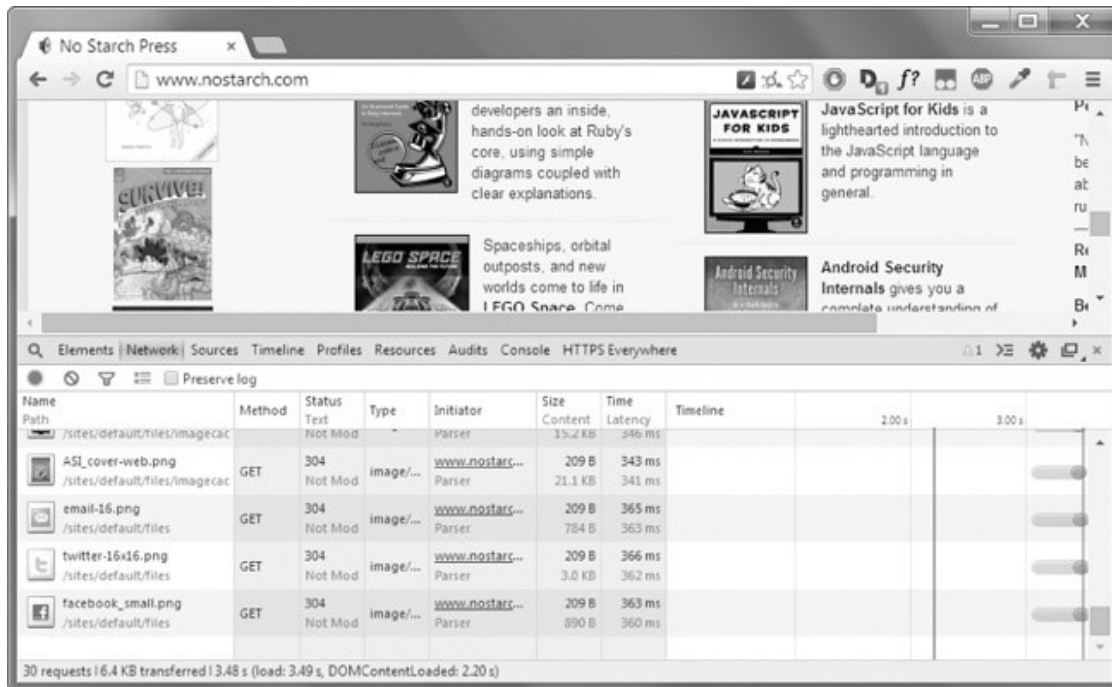 No Starch Press
www.nostarch.com
ABP
f?
SURVIVE!
developers an inside,
hands-on look at Ruby's
core, using simple
diagrams coupled with
clear explanations.
LEGO SPACE
BUILDING THE FUTURE
Spaceships, orbital
outposts, and new
worlds come to life in
LEGO Space. Come
JAVASCRIPT
FOR KIDS
JavaScript for Kids is a
lighthearted introduction to
the JavaScript language
and programming in
general.
Android Security
Internals
Android Security
Internals gives you a
complete understanding of
be
ru
Elements Network Sources Timeline Profiles Resources Audits Console HTTPS Everywhere 1
Preserve log
Name Method Status Type Initiator Size Time Timeline 2.00 s 3.00 s
Path Text Content Latency
/sites/default/files/imagecac Not Mod Parser 15.2 KB 346 ms
ASI_cover-web.png GET 304 image/... www.nostarc... 209 B 343 ms
/sites/default/files/imagecac Not Mod Parser 21.1 KB 341 ms
email-16.png GET 304 image/... www.nostarc... 209 B 365 ms
/sites/default/files Not Mod Parser 784 B 363 ms
twitter-16x16.png GET 304 image/... www.nostarc... 209 B 366 ms
/sites/default/files Not Mod Parser 3.0 KB 362 ms
facebook_small.png GET 304 image/... www.nostarc... 209 B 363 ms
/sites/default/files Not Mod Parser 890 B 360 ms
30 requests | 6.4 KB transferred | 3.48 s (load: 3.49 s, DOMContentLoaded: 2.20 s)